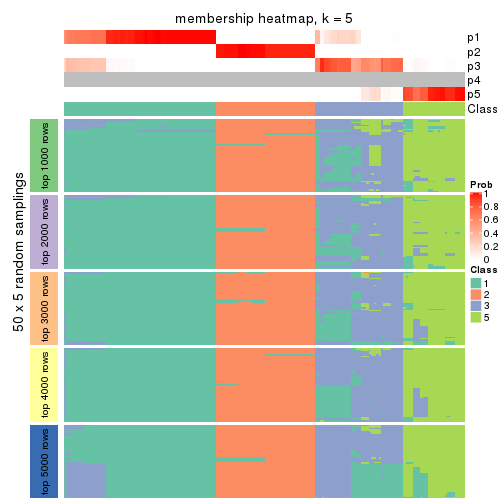 membership heatmap, k = 5
p1
p2
p3
p4
p5
Class
50 x 5 random samplings
top 1000 rows
top 2000 rows
top 3000 rows
top 4000 rows
top 5000 rows
Prob
1
0.8
0.6
0.4
0.2
0
Class
1
2
3
5